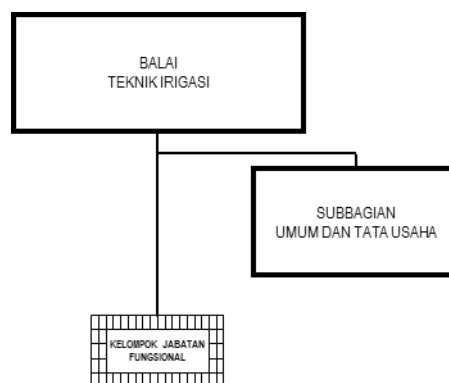 BALAI
TEKNIK IRIGASI
SUBBAGIAN
UMUM DAN TATA USAHA
KELOMPOK JABATAN
FUNGSIONAL